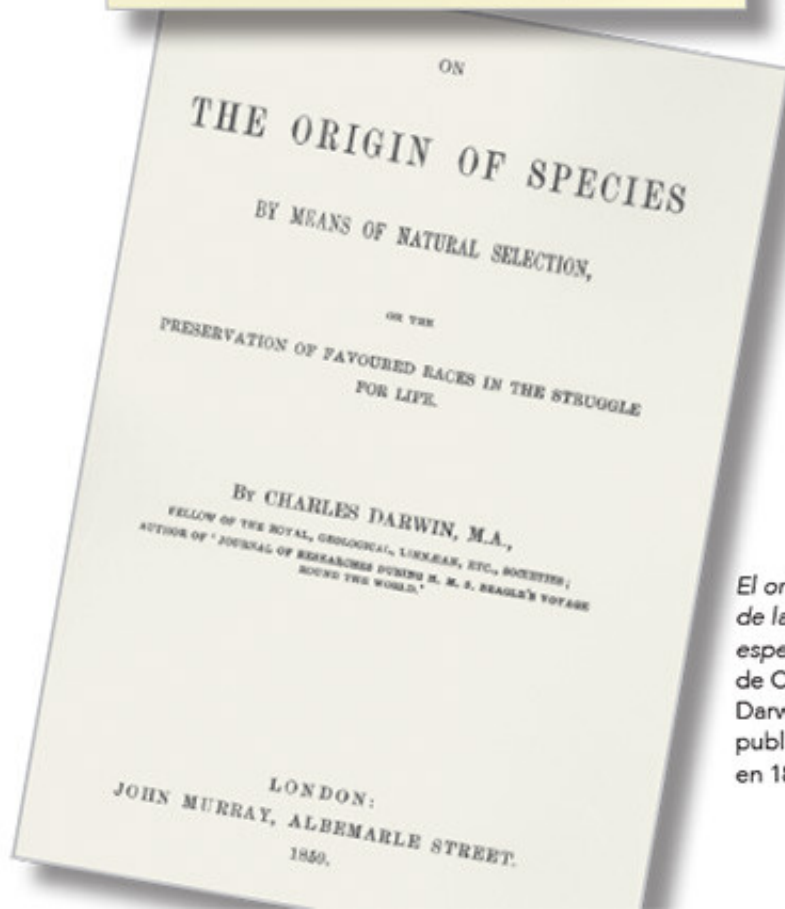 ON
THE ORIGIN OF SPECIES
BY MEANS OF NATURAL SELECTION,
OR THE
PRESERVATION OF FAVOURED RACES IN THE STRUGGLE
FOR LIFE.
BY CHARLES DARWIN, M.A.,
FELLOW OF THE ROYAL, GEOLOGICAL, LINNÆAN, ETC., SOCIETIES;
AUTHOR OF 'JOURNAL OF RESEARCHES DURING H. M. S. BEAGLE'S VOYAGE
ROUND THE WORLD.'
LONDON:
JOHN MURRAY, ALBEMARLE STREET.
1859.
El or
de la
espe
de C
Darw
publ
en 18